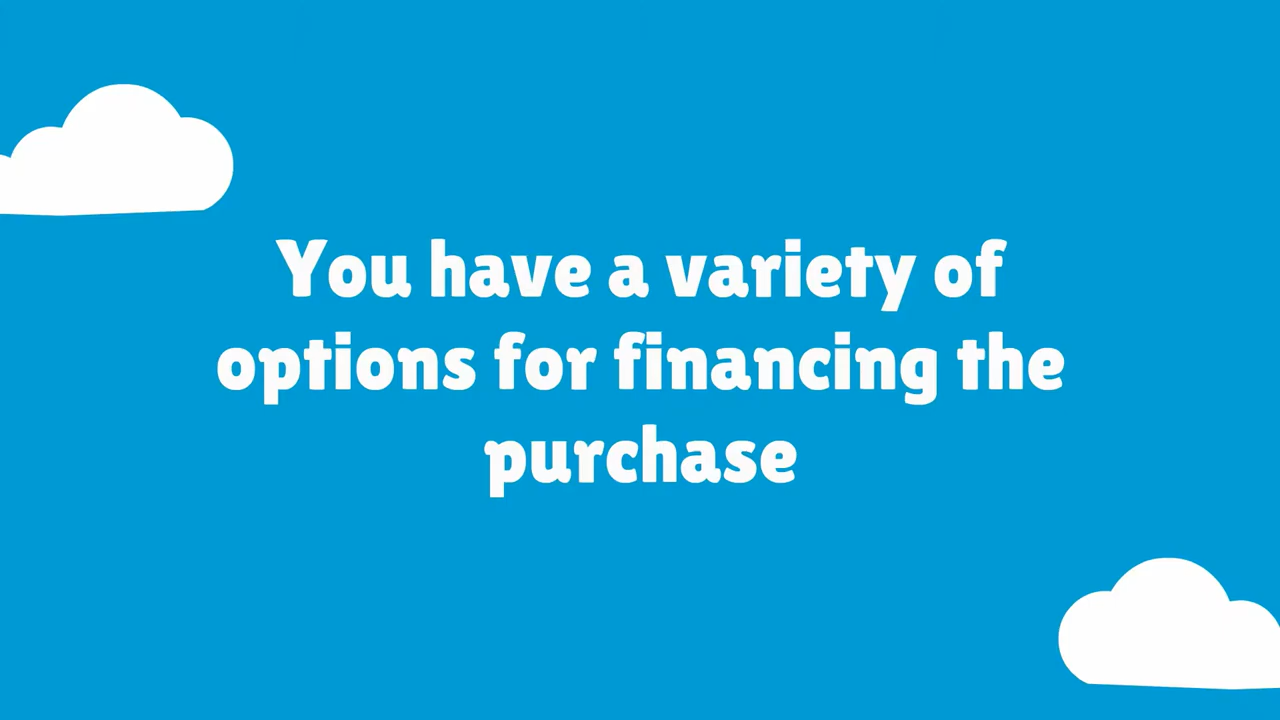 You have a variety of
options for financing the
purchase